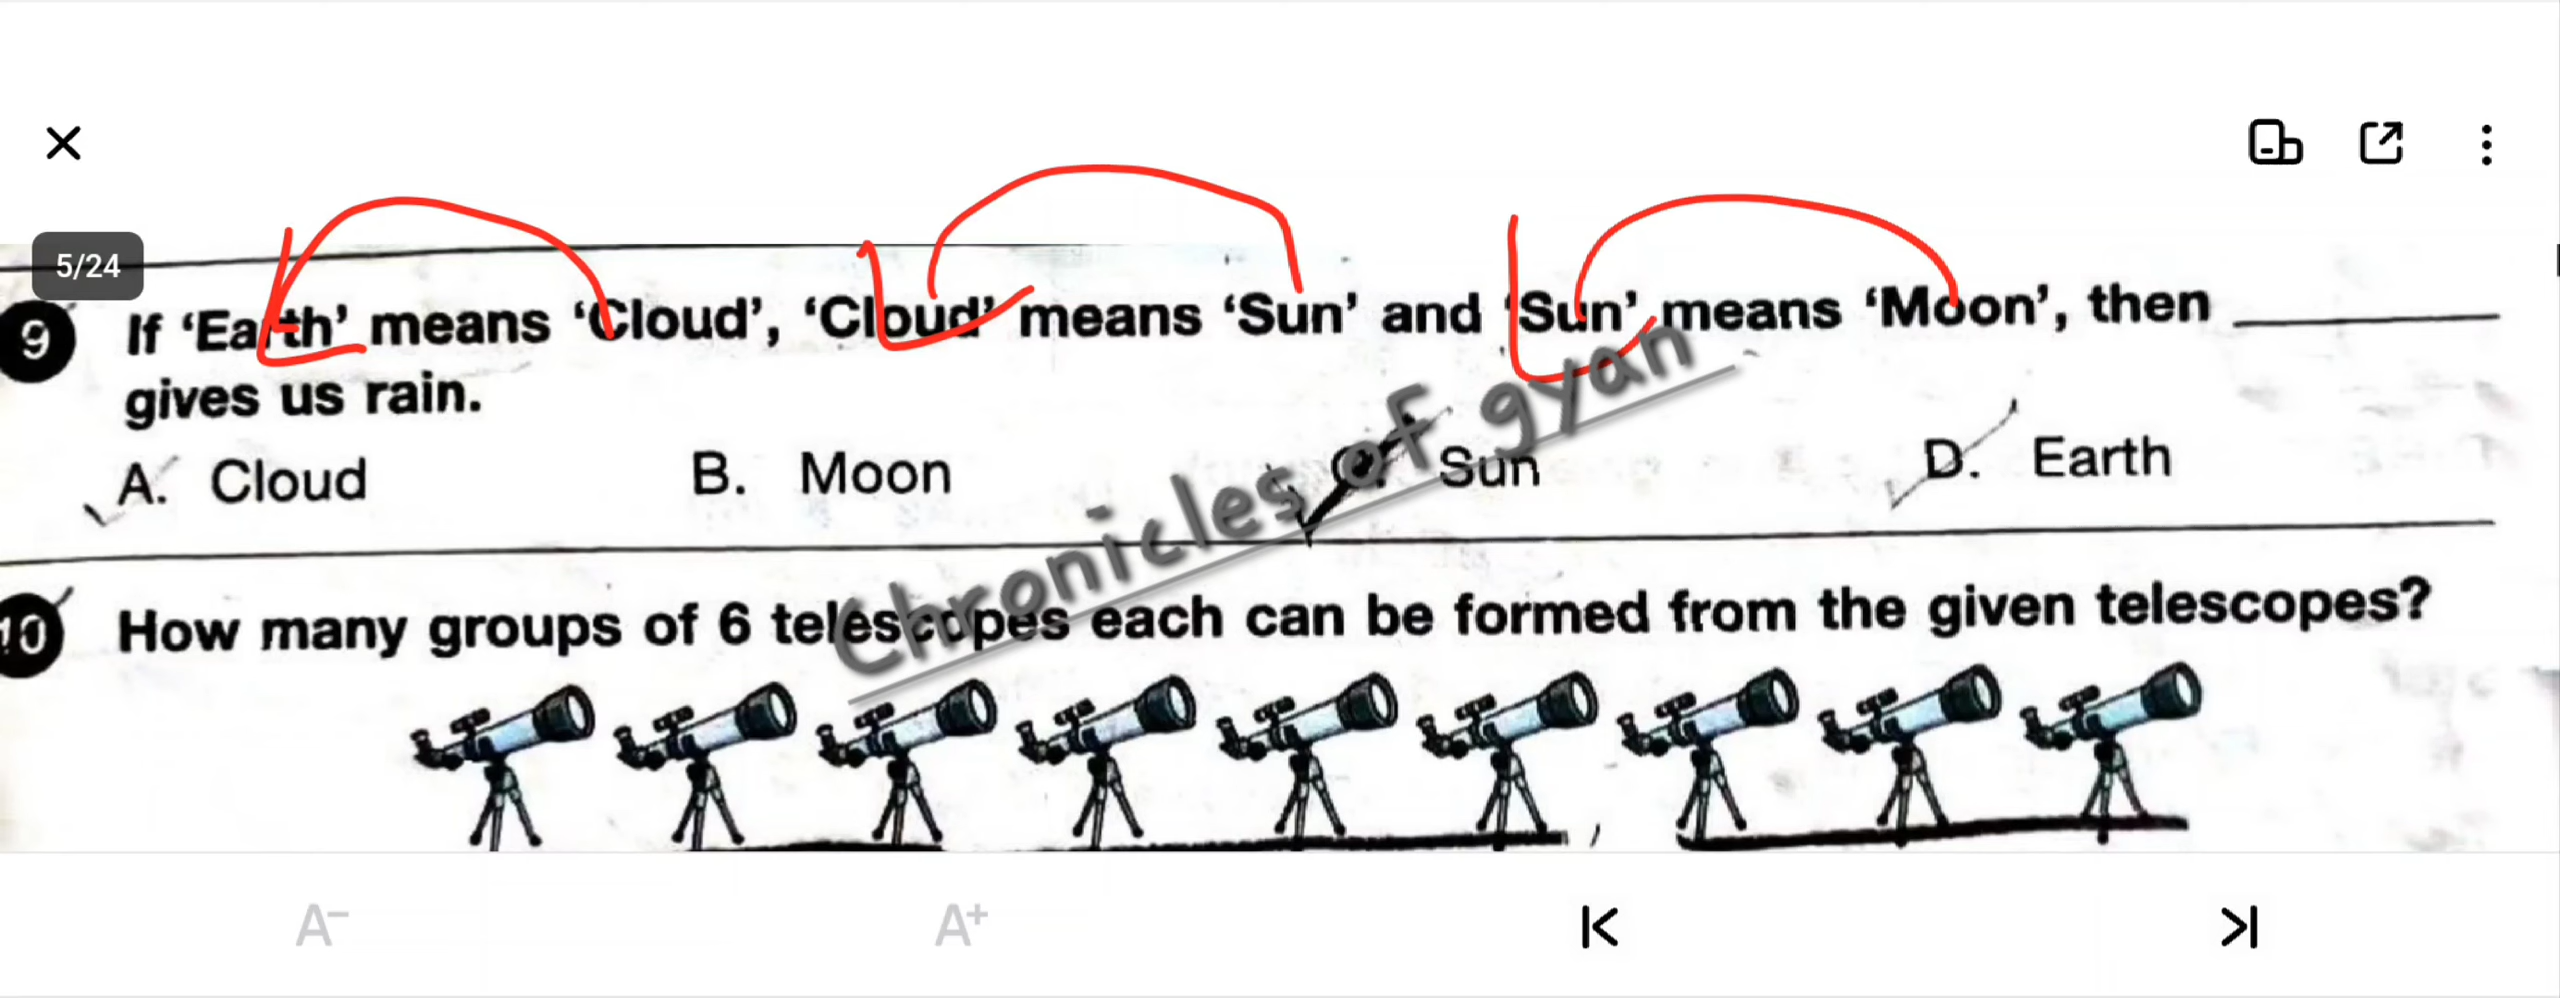 5/24
9 If ‘Earth’ means ‘Cloud’, ‘Cloud’ means ‘Sun’ and ‘Sun’ means ‘Moon’, then ________
gives us rain.
A. Cloud B. Moon C. Sun D. Earth
Chronicles of gyan
10 How many groups of 6 telescopes each can be formed from the given telescopes?
A- A+